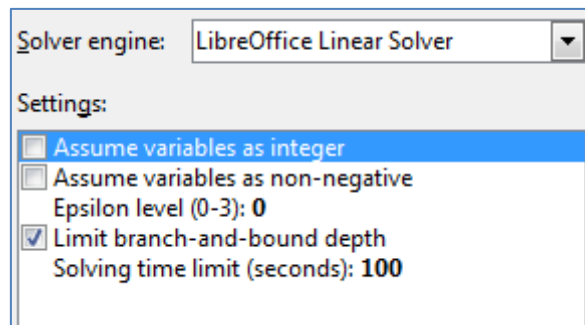 Solver engine: LibreOffice Linear Solver
Settings:
Assume variables as integer
Assume variables as non-negative
Epsilon level (0-3): 0
Limit branch-and-bound depth
Solving time limit (seconds): 100